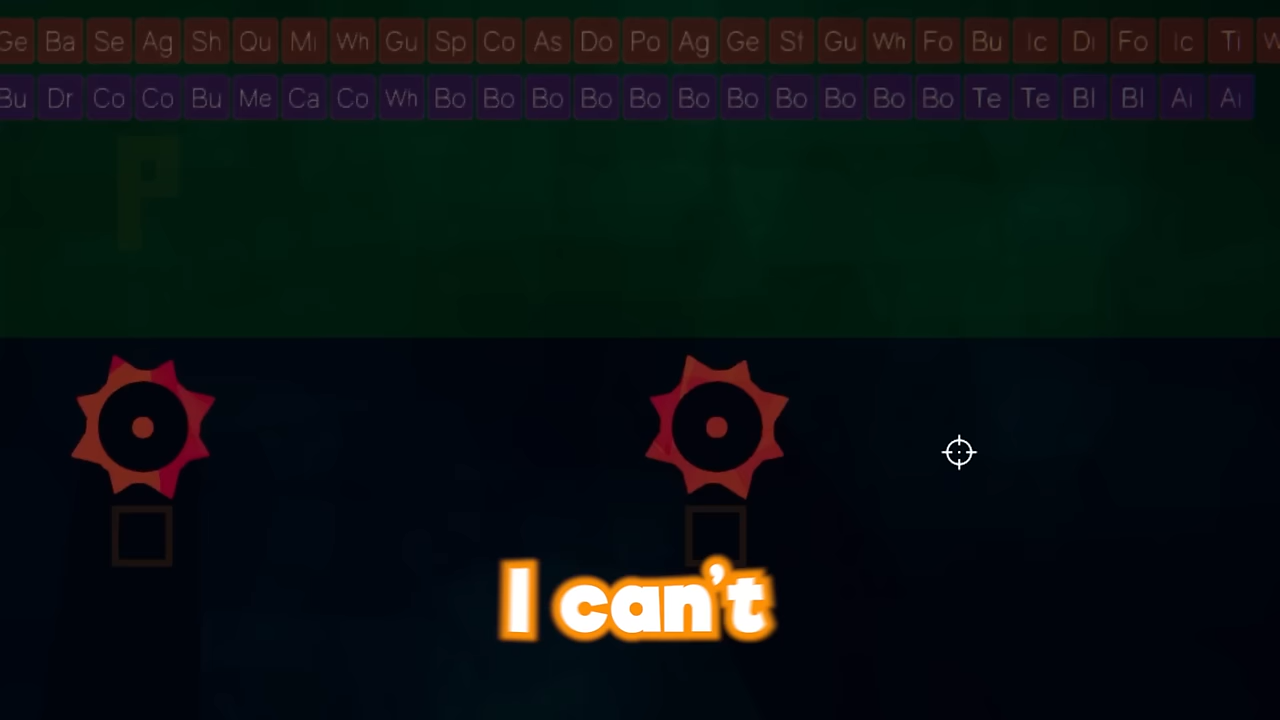 Ge Ba Se Ag Sh Qu Mi Wh Gu Sp Co As Do Po Ag Ge St Gu Wh Fo Bu Ic Di Fo Ic Ti W
Bu Dr Co Co Bu Me Ca Co Wh Bo Bo Bo Bo Bo Bo Bo Bo Bo Bo Bo Te Te Bl Bl Ai Ai
P
I can't